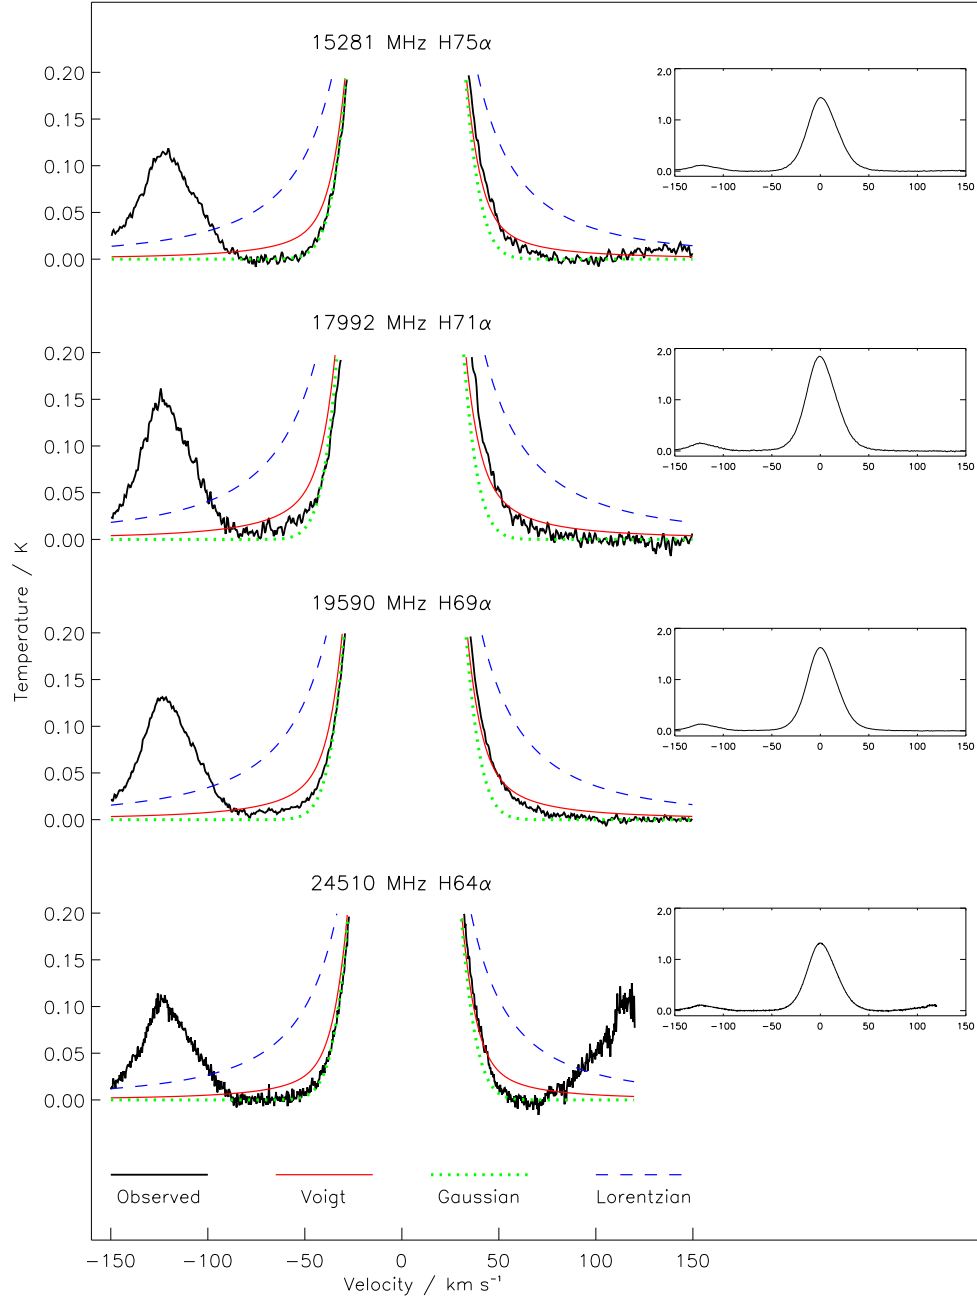 15281 MHz H75α
0.20
0.15
0.10
0.05
0.00
2.0
1.0
0.0
−150 −100 −50 0 50 100 150
17992 MHz H71α
0.20
0.15
0.10
0.05
0.00
2.0
1.0
0.0
−150 −100 −50 0 50 100 150
Temperature / K
19590 MHz H69α
0.20
0.15
0.10
0.05
0.00
2.0
1.0
0.0
−150 −100 −50 0 50 100 150
24510 MHz H64α
0.20
0.15
0.10
0.05
0.00
2.0
1.0
0.0
−150 −100 −50 0 50 100 150
Observed Voigt Gaussian Lorentzian
−150 −100 −50 0 50 100 150
Velocity / km s⁻¹